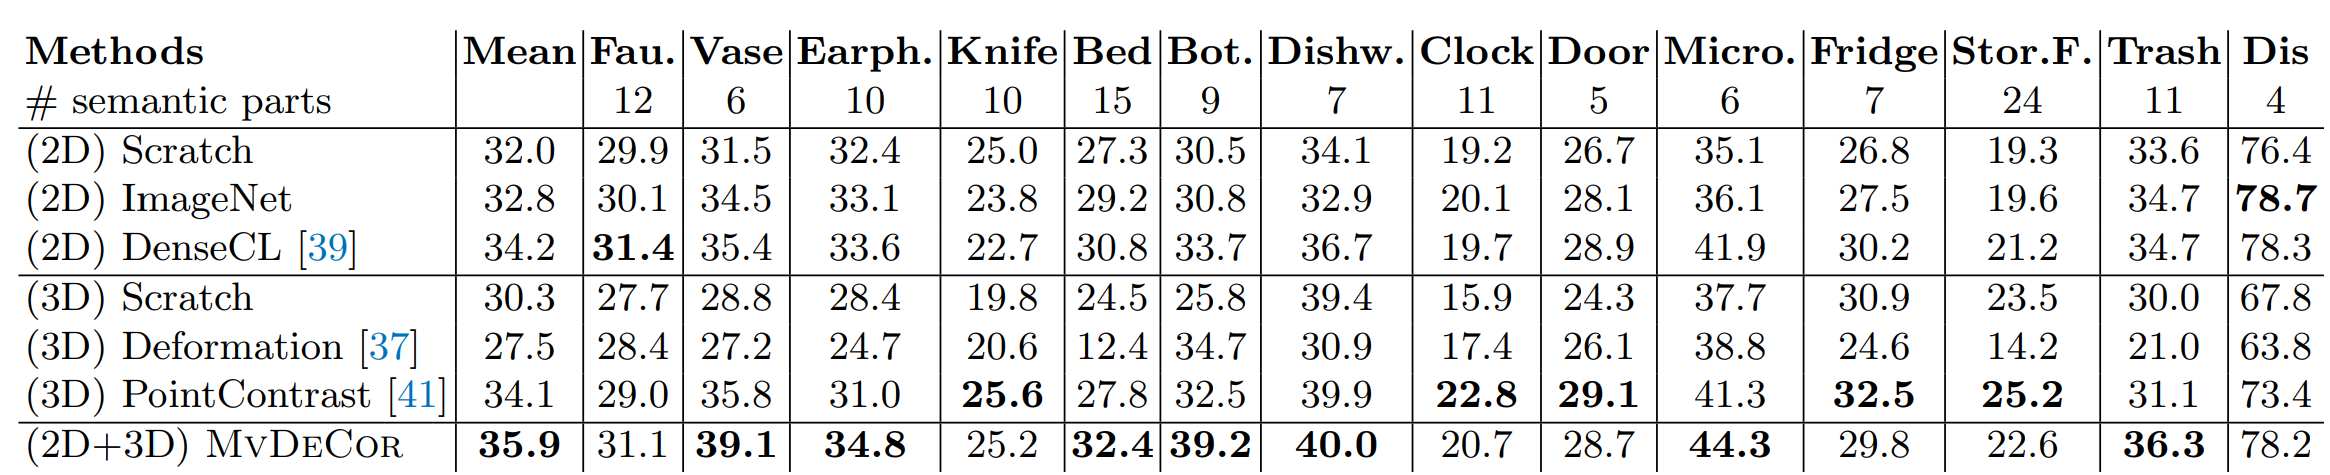 Methods Mean Fau. Vase Earph. Knife Bed Bot. Dishw. Clock Door Micro. Fridge Stor.F. Trash Dis
# semantic parts 12 6 10 10 15 9 7 11 5 6 7 24 11 4
(2D) Scratch 32.0 29.9 31.5 32.4 25.0 27.3 30.5 34.1 19.2 26.7 35.1 26.8 19.3 33.6 76.4
(2D) ImageNet 32.8 30.1 34.5 33.1 23.8 29.2 30.8 32.9 20.1 28.1 36.1 27.5 19.6 34.7 78.7
(2D) DenseCL [39] 34.2 31.4 35.4 33.6 22.7 30.8 33.7 36.7 19.7 28.9 41.9 30.2 21.2 34.7 78.3
(3D) Scratch 30.3 27.7 28.8 28.4 19.8 24.5 25.8 39.4 15.9 24.3 37.7 30.9 23.5 30.0 67.8
(3D) Deformation [37] 27.5 28.4 27.2 24.7 20.6 12.4 34.7 30.9 17.4 26.1 38.8 24.6 14.2 21.0 63.8
(3D) PointContrast [41] 34.1 29.0 35.8 31.0 25.6 27.8 32.5 39.9 22.8 29.1 41.3 32.5 25.2 31.1 73.4
(2D+3D) MvDeCor 35.9 31.1 39.1 34.8 25.2 32.4 39.2 40.0 20.7 28.7 44.3 29.8 22.6 36.3 78.2